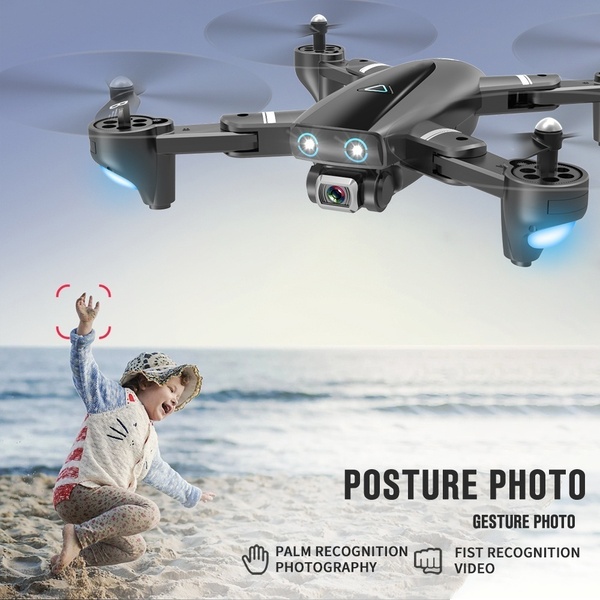 POSTURE PHOTO
GESTURE PHOTO
PALM RECOGNITION
PHOTOGRAPHY
FIST RECOGNITION
VIDEO